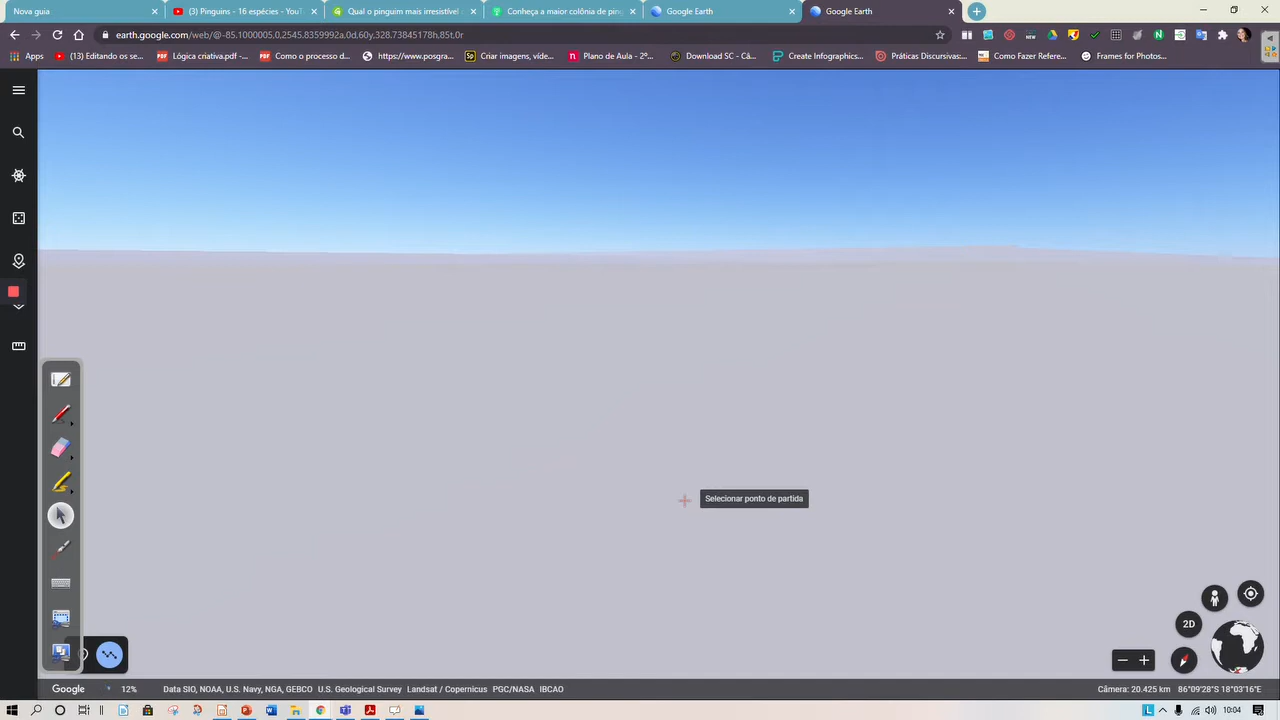 Nova guia
(3) Pinguins - 16 espécies - YouT
Qual o pinguim mais irresistível
Conheça a maior colônia de ping
Google Earth
Google Earth
earth.google.com/web/@-85.1000005,0,2545.8359992a,0d,60y,328.73845178h,85t,0r
Apps
(13) Editando os se...
Lógica criativa.pdf-...
Como o processo d...
https://www.posgra...
Criar imagens, víde...
Plano de Aula - 2º...
Download SC - Câ...
Create Infographics...
Práticas Discursivas...
Como Fazer Refere...
Frames for Photos...
Selecionar ponto de partida
2D
Google
12%
Data SIO, NOAA, U.S. Navy, NGA, GEBCO U.S. Geological Survey Landsat / Copernicus PGC/NASA IBCAO
Câmera: 20.425 km 86°09'28"S 18°03'16"E
10:04